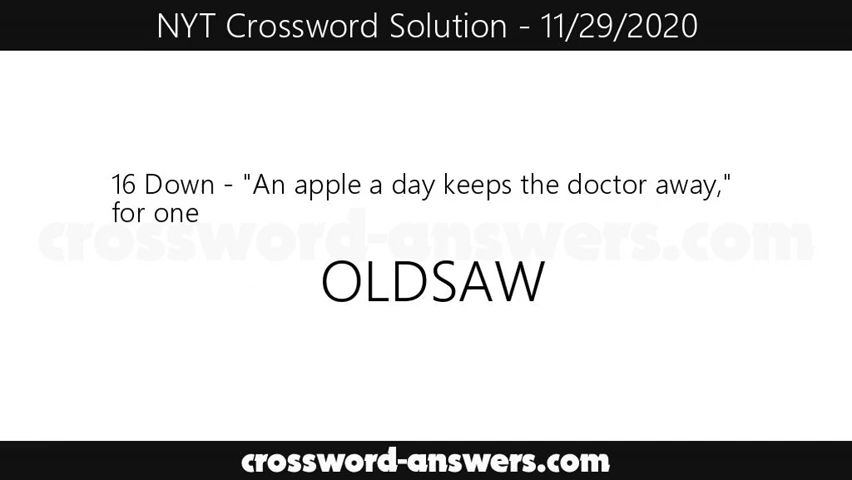 NYT Crossword Solution - 11/29/2020
16 Down - "An apple a day keeps the doctor away,"
for one
crossword-answers.com
OLDSAW
crossword-answers.com